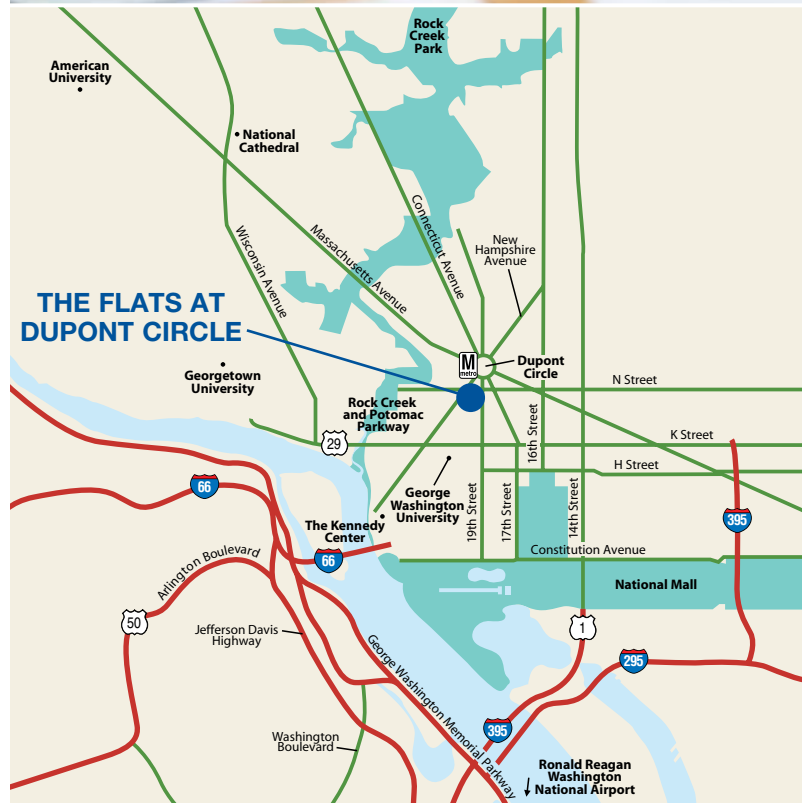 Rock
Creek
Park
American
University
National
Cathedral
Connecticut Avenue
New
Hampshire
Avenue
Massachusetts Avenue
Wisconsin Avenue
THE FLATS AT
DUPONT CIRCLE
M
metro
Dupont
Circle
Georgetown
University
N Street
Rock Creek
and Potomac
Parkway
16th Street
K Street
29
H Street
66
George
Washington
University
19th Street
17th Street
14th Street
395
The Kennedy
Center
Constitution Avenue
66
Arlington Boulevard
National Mall
50
Jefferson Davis
Highway
1
George Washington Memorial Parkway
295
395
Washington
Boulevard
Ronald Reagan
Washington
National Airport